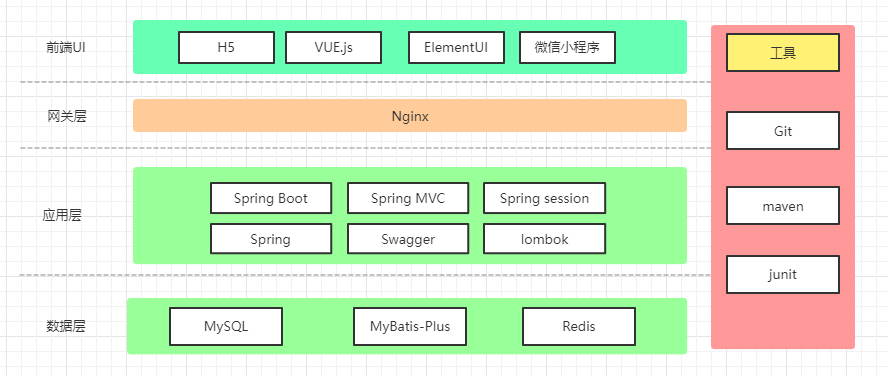 前端UI
H5
VUE.js
ElementUI
微信小程序
网关层
Nginx
应用层
Spring Boot
Spring MVC
Spring session
Spring
Swagger
lombok
数据层
MySQL
MyBatis-Plus
Redis
工具
Git
maven
junit